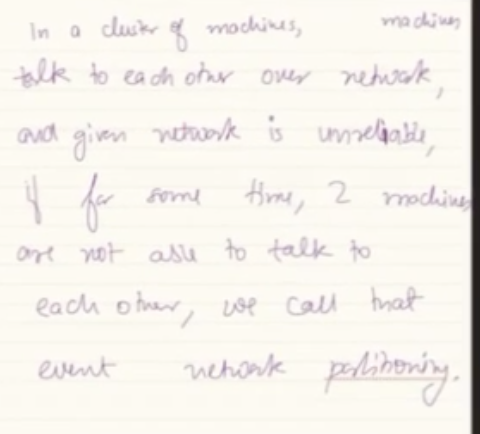 In a cluster of machines, machines
talk to each other over network,
and given network is unreliable,
if for some time, 2 machines
are not able to talk to
each other, we call that
event network partitioning.